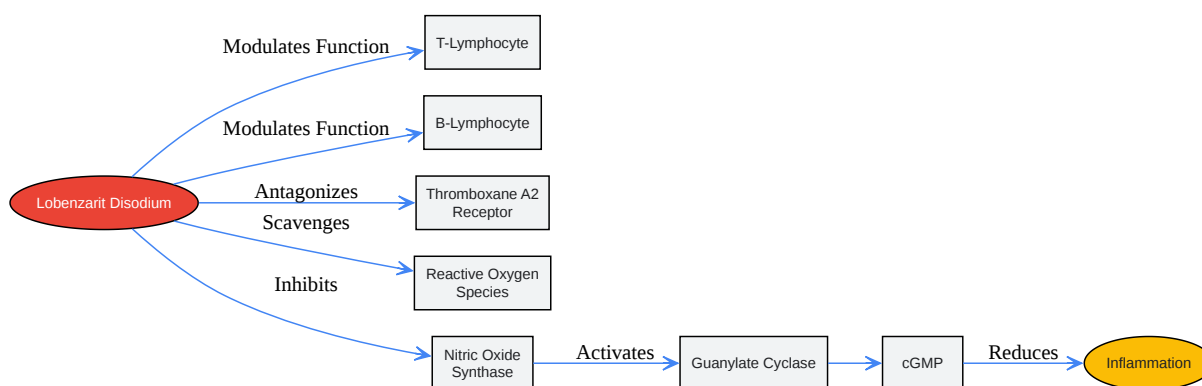 Modulates Function
T-Lymphocyte
Modulates Function
B-Lymphocyte
Lobenzarit Disodium
Antagonizes
Thromboxane A2
Receptor
Scavenges
Reactive Oxygen
Species
Inhibits
Nitric Oxide
Synthase
Activates
Guanylate Cyclase
cGMP
Reduces
Inflammation